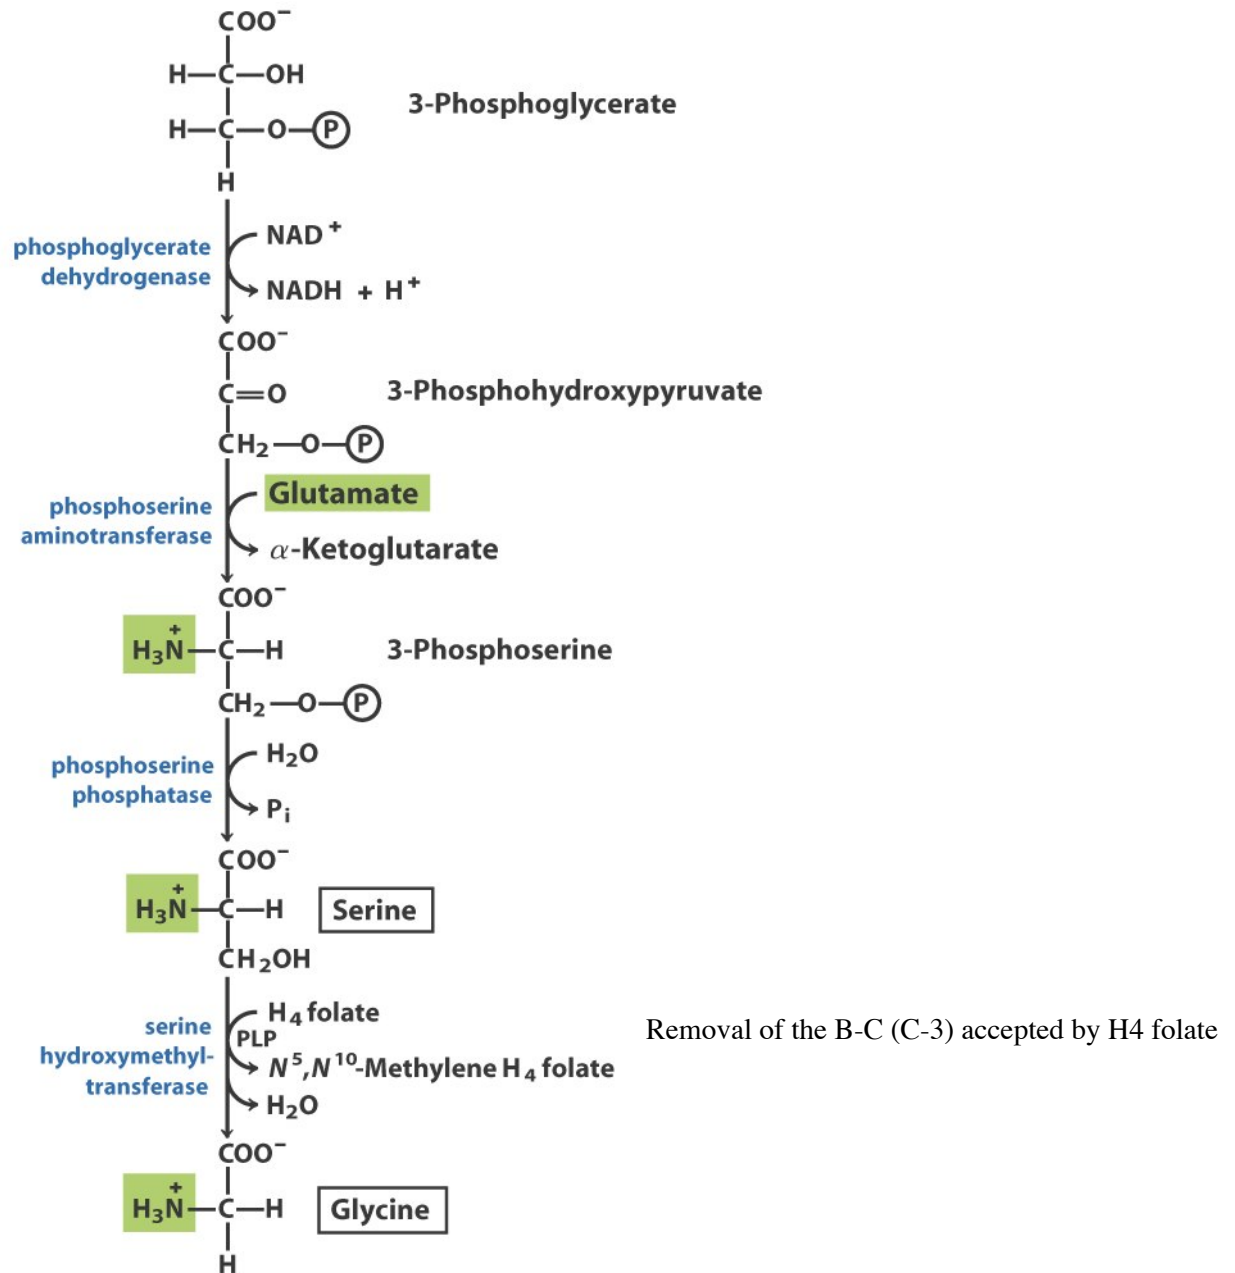 COO⁻
H—C—OH
3-Phosphoglycerate
H—C—O—P
H
phosphoglycerate
dehydrogenase
NAD⁺
NADH + H⁺
COO⁻
C=O
3-Phosphohydroxypyruvate
CH₂—O—P
Glutamate
phosphoserine
aminotransferase
α-Ketoglutarate
COO⁻
H₃N⁺—C—H
3-Phosphoserine
CH₂—O—P
H₂O
phosphoserine
phosphatase
Pᵢ
COO⁻
H₃N⁺—C—H
Serine
CH₂OH
H₄ folate
serine
hydroxymethyl-
transferase
PLP
Removal of the B-C (C-3) accepted by H4 folate
N⁵,N¹⁰-Methylene H₄ folate
H₂O
COO⁻
H₃N⁺—C—H
Glycine
H